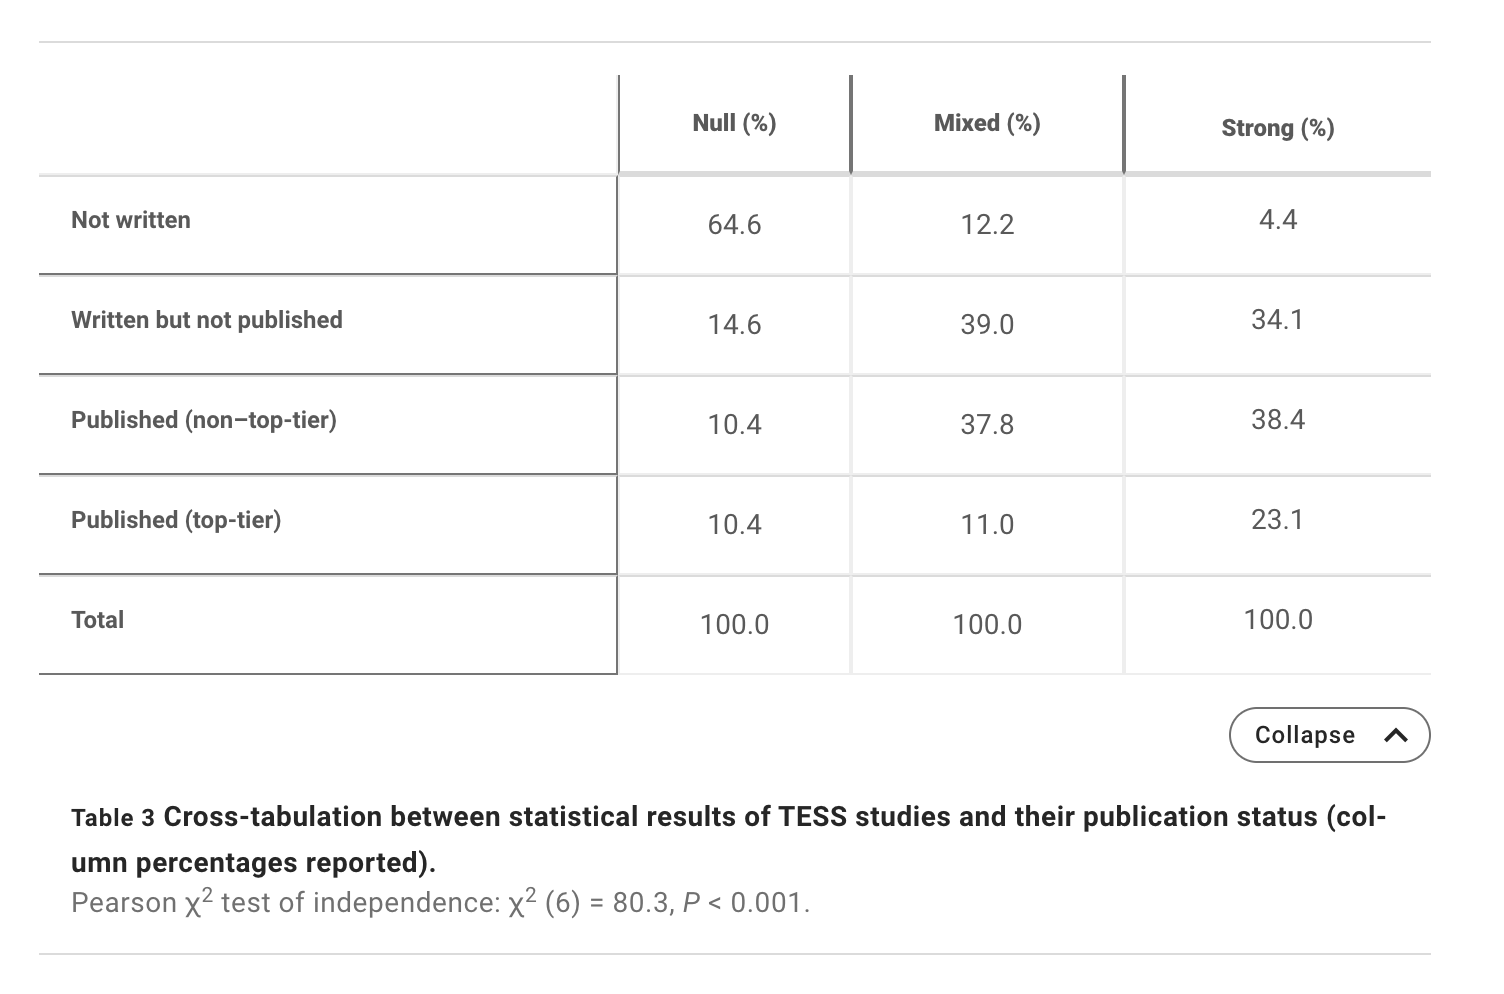 Null (%) Mixed (%) Strong (%)
Not written 64.6 12.2 4.4
Written but not published 14.6 39.0 34.1
Published (non–top-tier) 10.4 37.8 38.4
Published (top-tier) 10.4 11.0 23.1
Total 100.0 100.0 100.0
Collapse
Table 3 Cross-tabulation between statistical results of TESS studies and their publication status (col-
umn percentages reported).
Pearson χ² test of independence: χ² (6) = 80.3, P < 0.001.